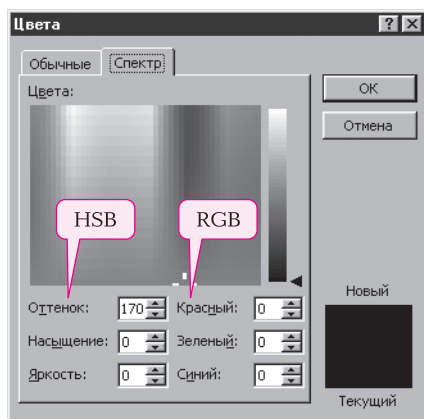 Цвета
Обычные Спектр
Цвета:
ОК
Отмена
HSB RGB
Оттенок: 170 Красный: 0
Насыщение: 0 Зеленый: 0
Яркость: 0 Синий: 0
Новый
Текущий